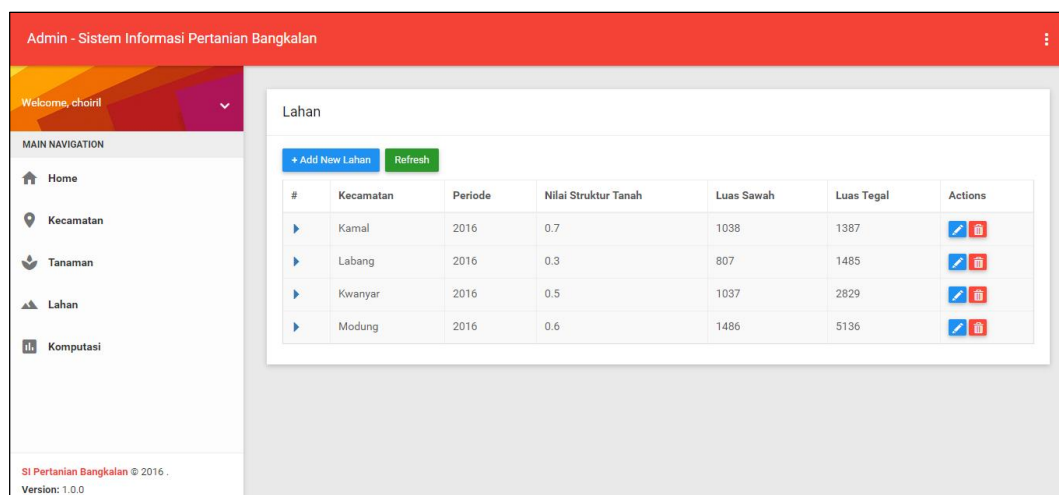 Admin - Sistem Informasi Pertanian Bangkalan
Welcome, choiril
MAIN NAVIGATION
Home
Kecamatan
Tanaman
Lahan
Komputasi
SI Pertanian Bangkalan © 2016 .
Version: 1.0.0
Lahan
+ Add New Lahan Refresh
# Kecamatan Periode Nilai Struktur Tanah Luas Sawah Luas Tegal Actions
Kamal 2016 0.7 1038 1387
Labang 2016 0.3 807 1485
Kwanyar 2016 0.5 1037 2829
Modung 2016 0.6 1486 5136